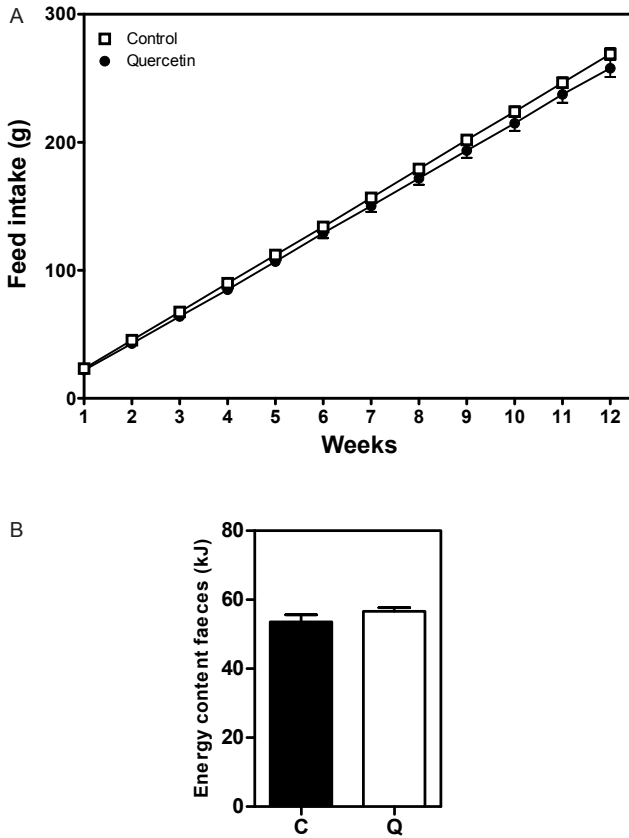 A
300
Control
Quercetin
200
100
0
Feed intake (g)
1 2 3 4 5 6 7 8 9 10 11 12
Weeks
B
80
60
40
20
0
Energy content faeces (kJ)
C Q